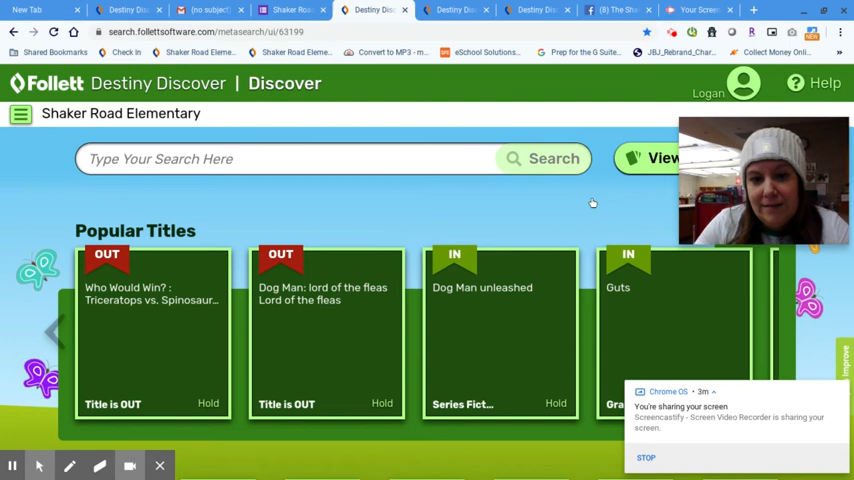 New Tab
Destiny Disc
(no subject)
Shaker Road
Destiny Disc
Destiny Disc
Destiny Disc
(8) The Sha
Your Screen
search.follettsoftware.com/metasearch/ui/63199
Shared Bookmarks
Check In
Shaker Road Eleme...
Shaker Road Eleme...
Convert to MP3 - m...
eSchool Solutions...
Prep for the G Suite...
JBJ_Rebrand_Char...
Collect Money Onli...
Follett Destiny Discover | Discover
Logan
Help
Shaker Road Elementary
Type Your Search Here
Search
View
Popular Titles
OUT
Who Would Win? :
Triceratops vs. Spinosaur...
Title is OUT Hold
OUT
Dog Man: lord of the fleas
Lord of the fleas
Title is OUT Hold
IN
Dog Man unleashed
Series Fict... Hold
IN
Guts
Gra
Improve
Chrome OS • 3m
You're sharing your screen
Screencastify - Screen Video Recorder is sharing your
screen.
STOP